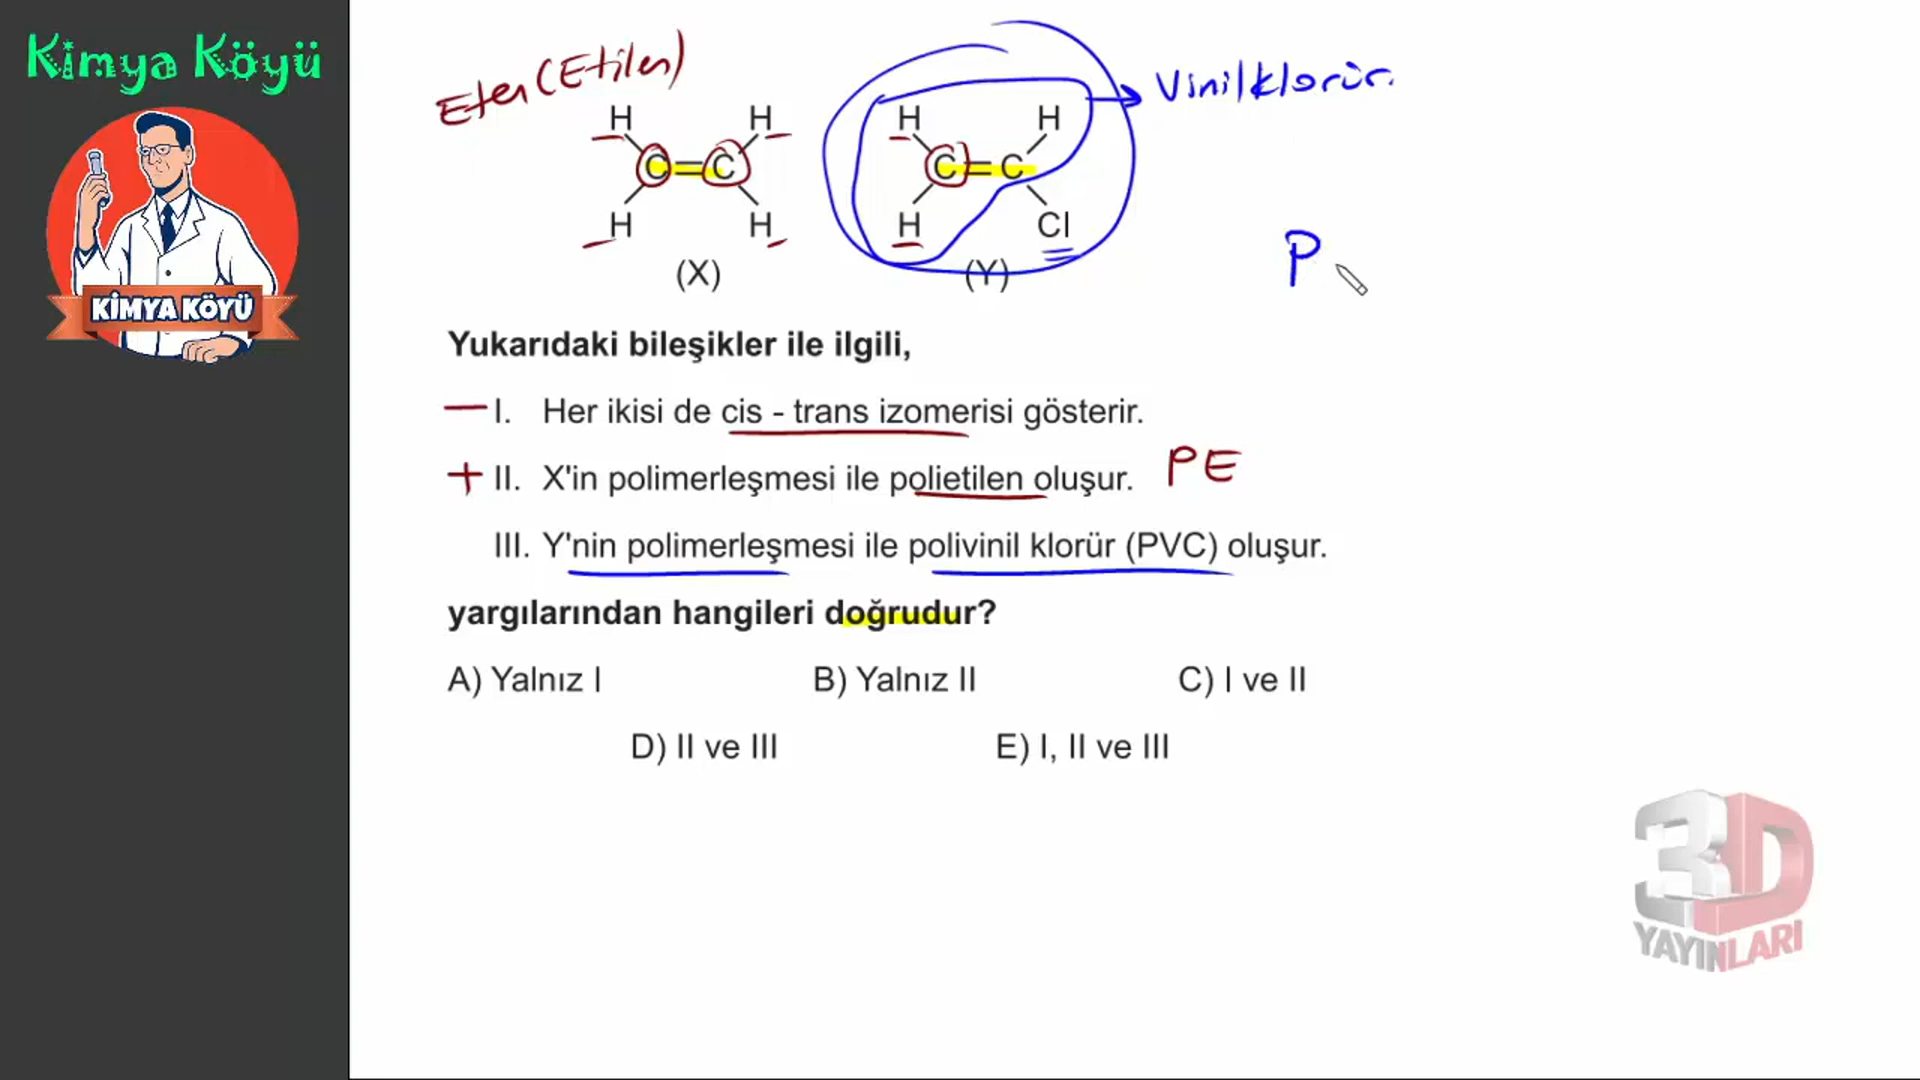 Kimya Köyü
KİMYA KÖYÜ
Eten (Etilen)
Vinilklorür.
H H H H
C=C C=C
H H H Cl
(X) (Y)
P
Yukarıdaki bileşikler ile ilgili,
– I. Her ikisi de cis - trans izomerisi gösterir.
+ II. X'in polimerleşmesi ile polietilen oluşur. PE
III. Y'nin polimerleşmesi ile polivinil klorür (PVC) oluşur.
yargılarından hangileri doğrudur?
A) Yalnız I B) Yalnız II C) I ve II
D) II ve III E) I, II ve III
3D
YAYINLARI